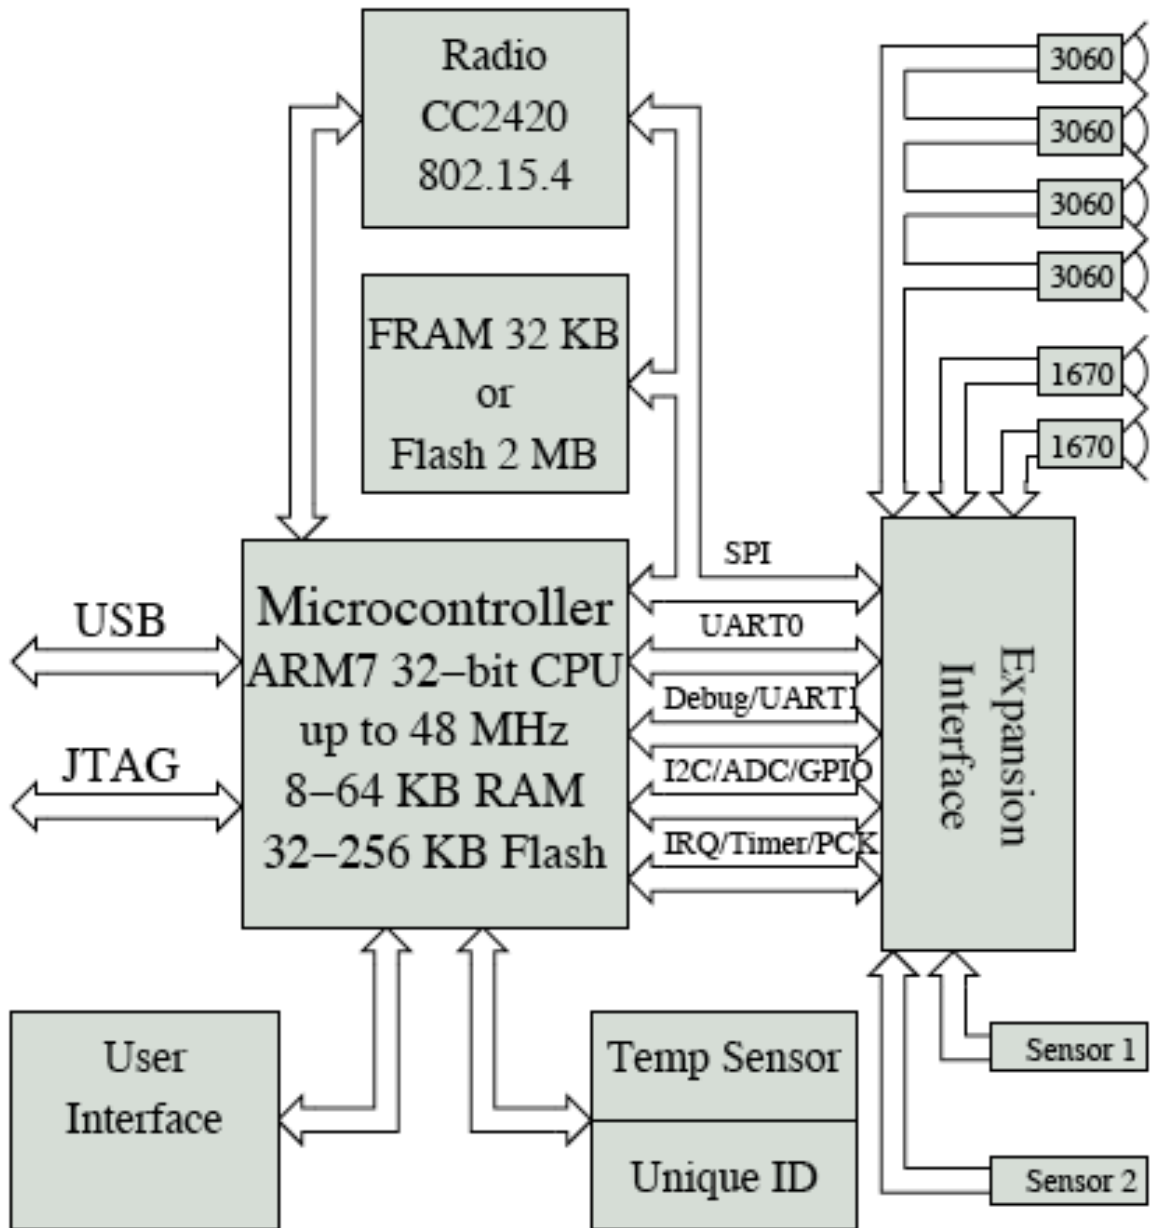 Radio
CC2420
802.15.4
3060
3060
3060
3060
1670
1670
FRAM 32 KB
or
Flash 2 MB
SPI
UART0
Debug/UART1
I2C/ADC/GPIO
IRQ/Timer/PCK
USB
JTAG
Microcontroller
ARM7 32–bit CPU
up to 48 MHz
8–64 KB RAM
32–256 KB Flash
Expansion
Interface
User
Interface
Temp Sensor
Unique ID
Sensor 1
Sensor 2